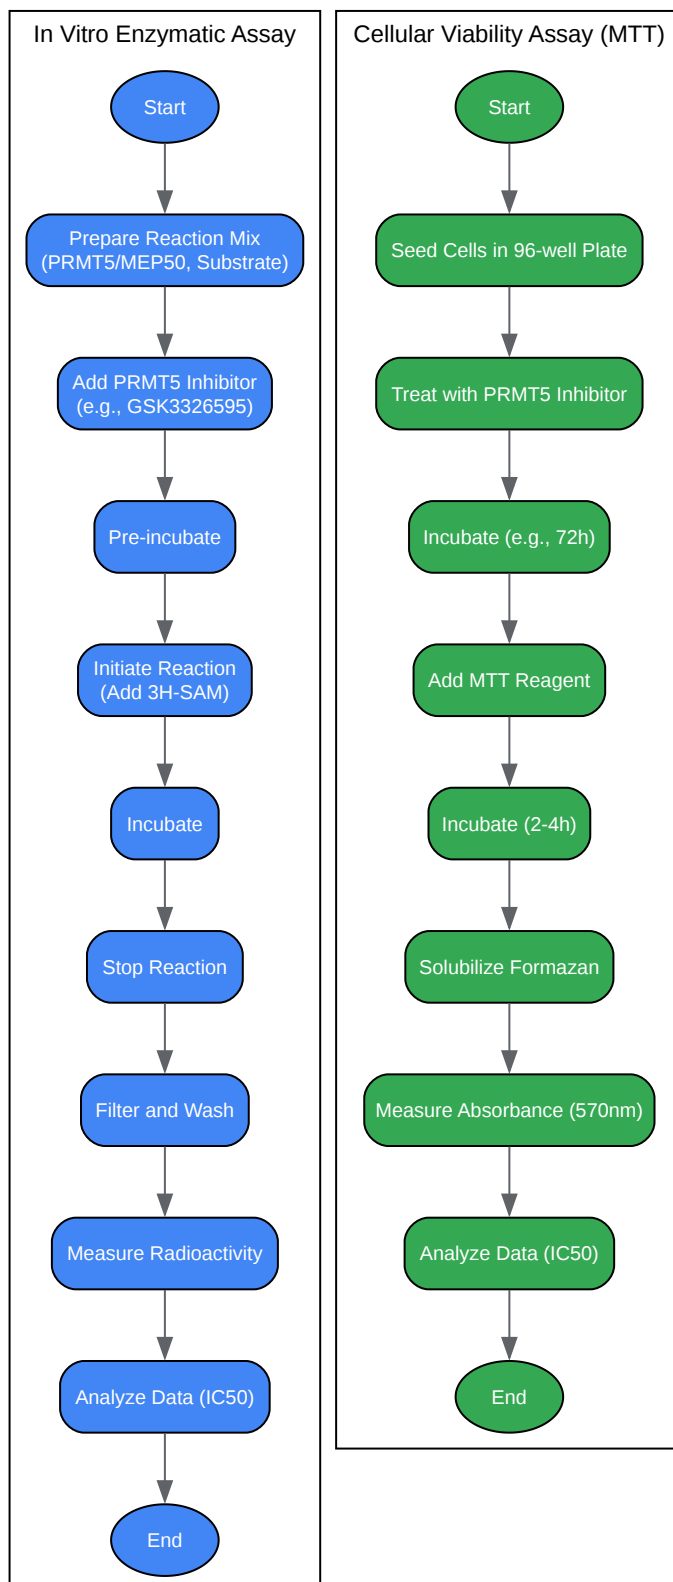 In Vitro Enzymatic Assay
Start
Prepare Reaction Mix
(PRMT5/MEP50, Substrate)
Add PRMT5 Inhibitor
(e.g., GSK3326595)
Pre-incubate
Initiate Reaction
(Add 3H-SAM)
Incubate
Stop Reaction
Filter and Wash
Measure Radioactivity
Analyze Data (IC50)
End
Cellular Viability Assay (MTT)
Start
Seed Cells in 96-well Plate
Treat with PRMT5 Inhibitor
Incubate (e.g., 72h)
Add MTT Reagent
Incubate (2-4h)
Solubilize Formazan
Measure Absorbance (570nm)
Analyze Data (IC50)
End